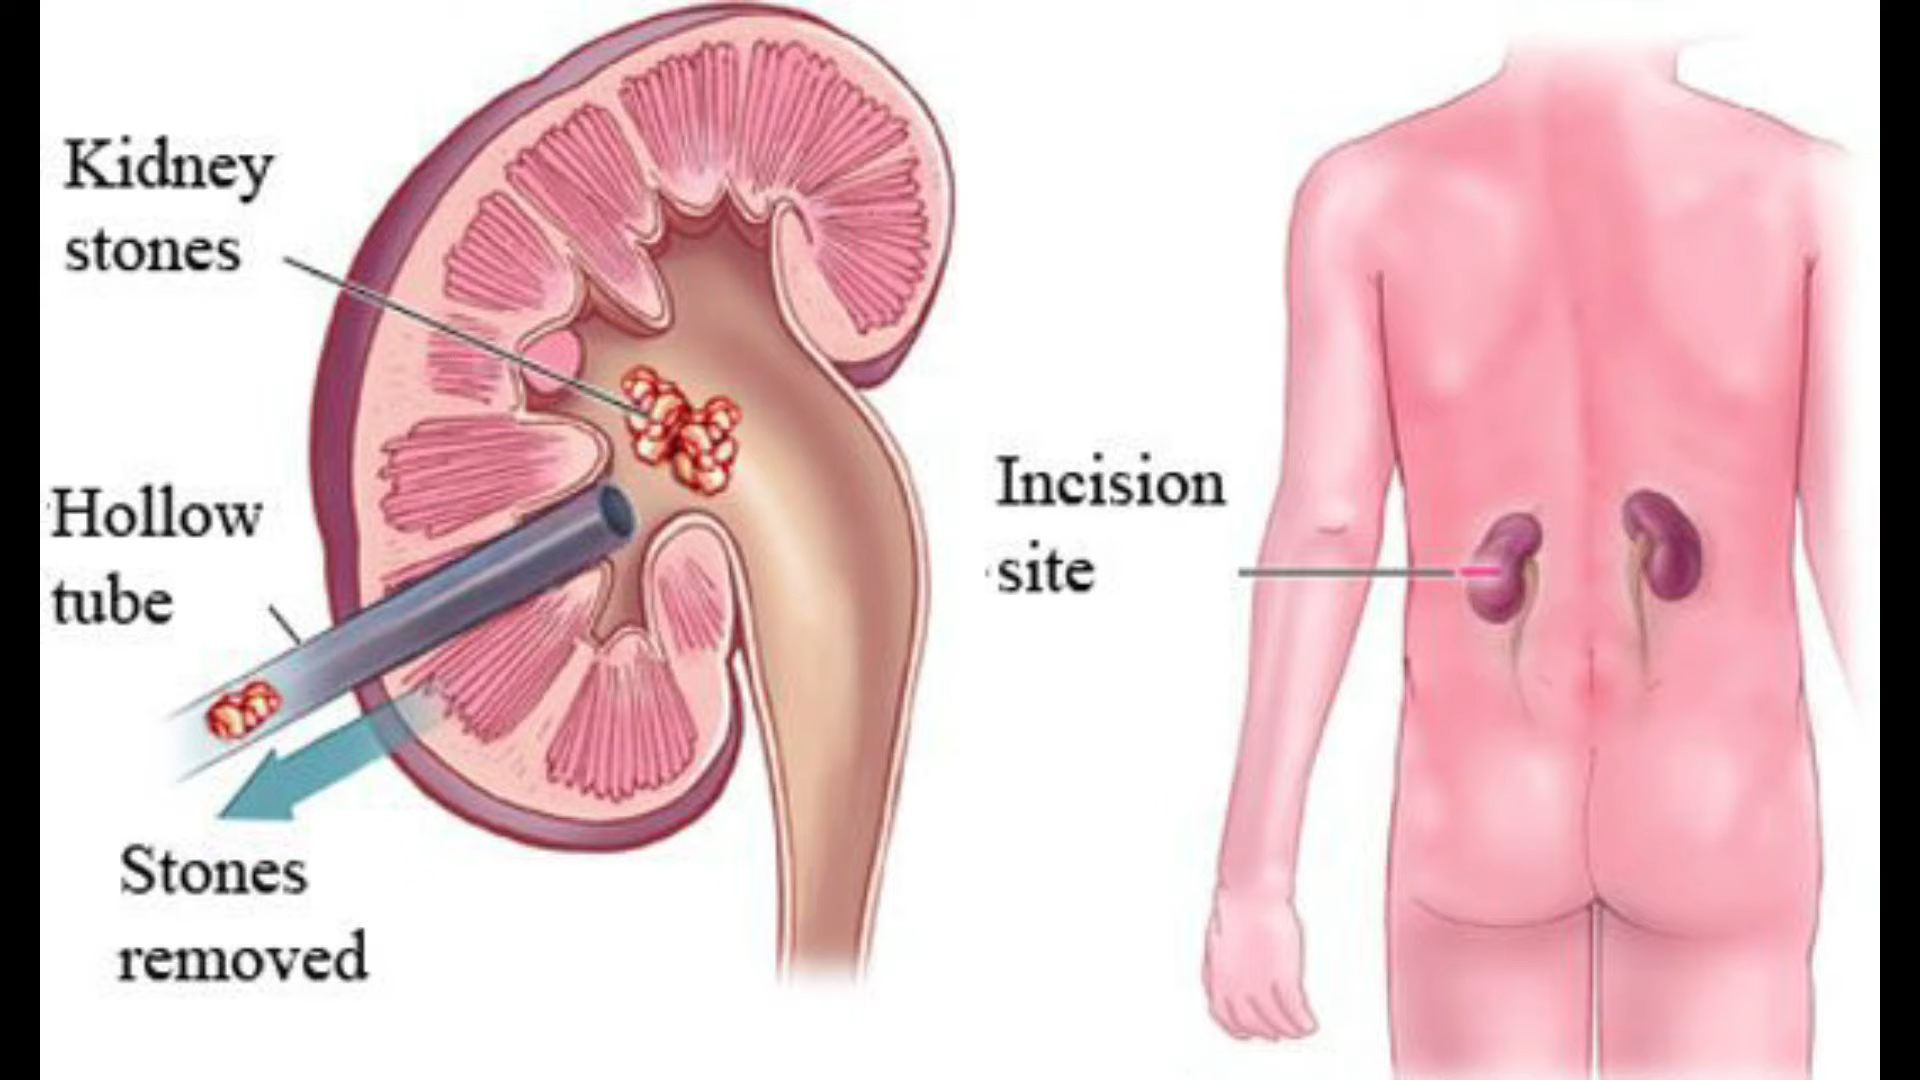 Kidney
stones
Hollow
tube
Stones
removed
Incision
site